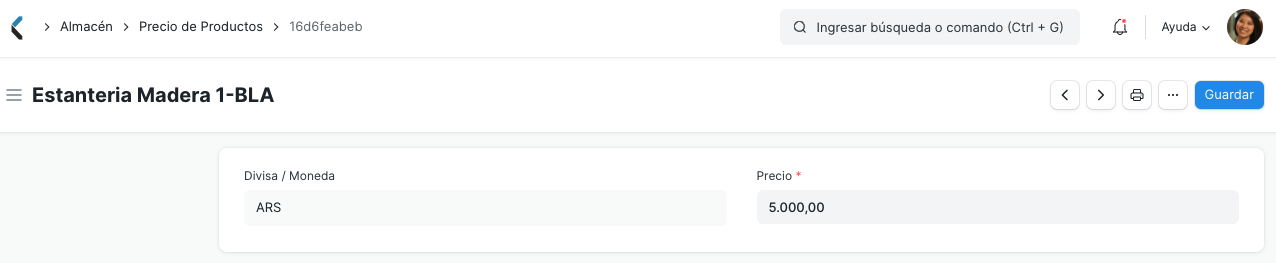 Almacén Precio de Productos 16d6feabeb Ingresar búsqueda o comando (Ctrl + G) Ayuda
Estanteria Madera 1-BLA Guardar
Divisa / Moneda Precio *
ARS 5.000,00